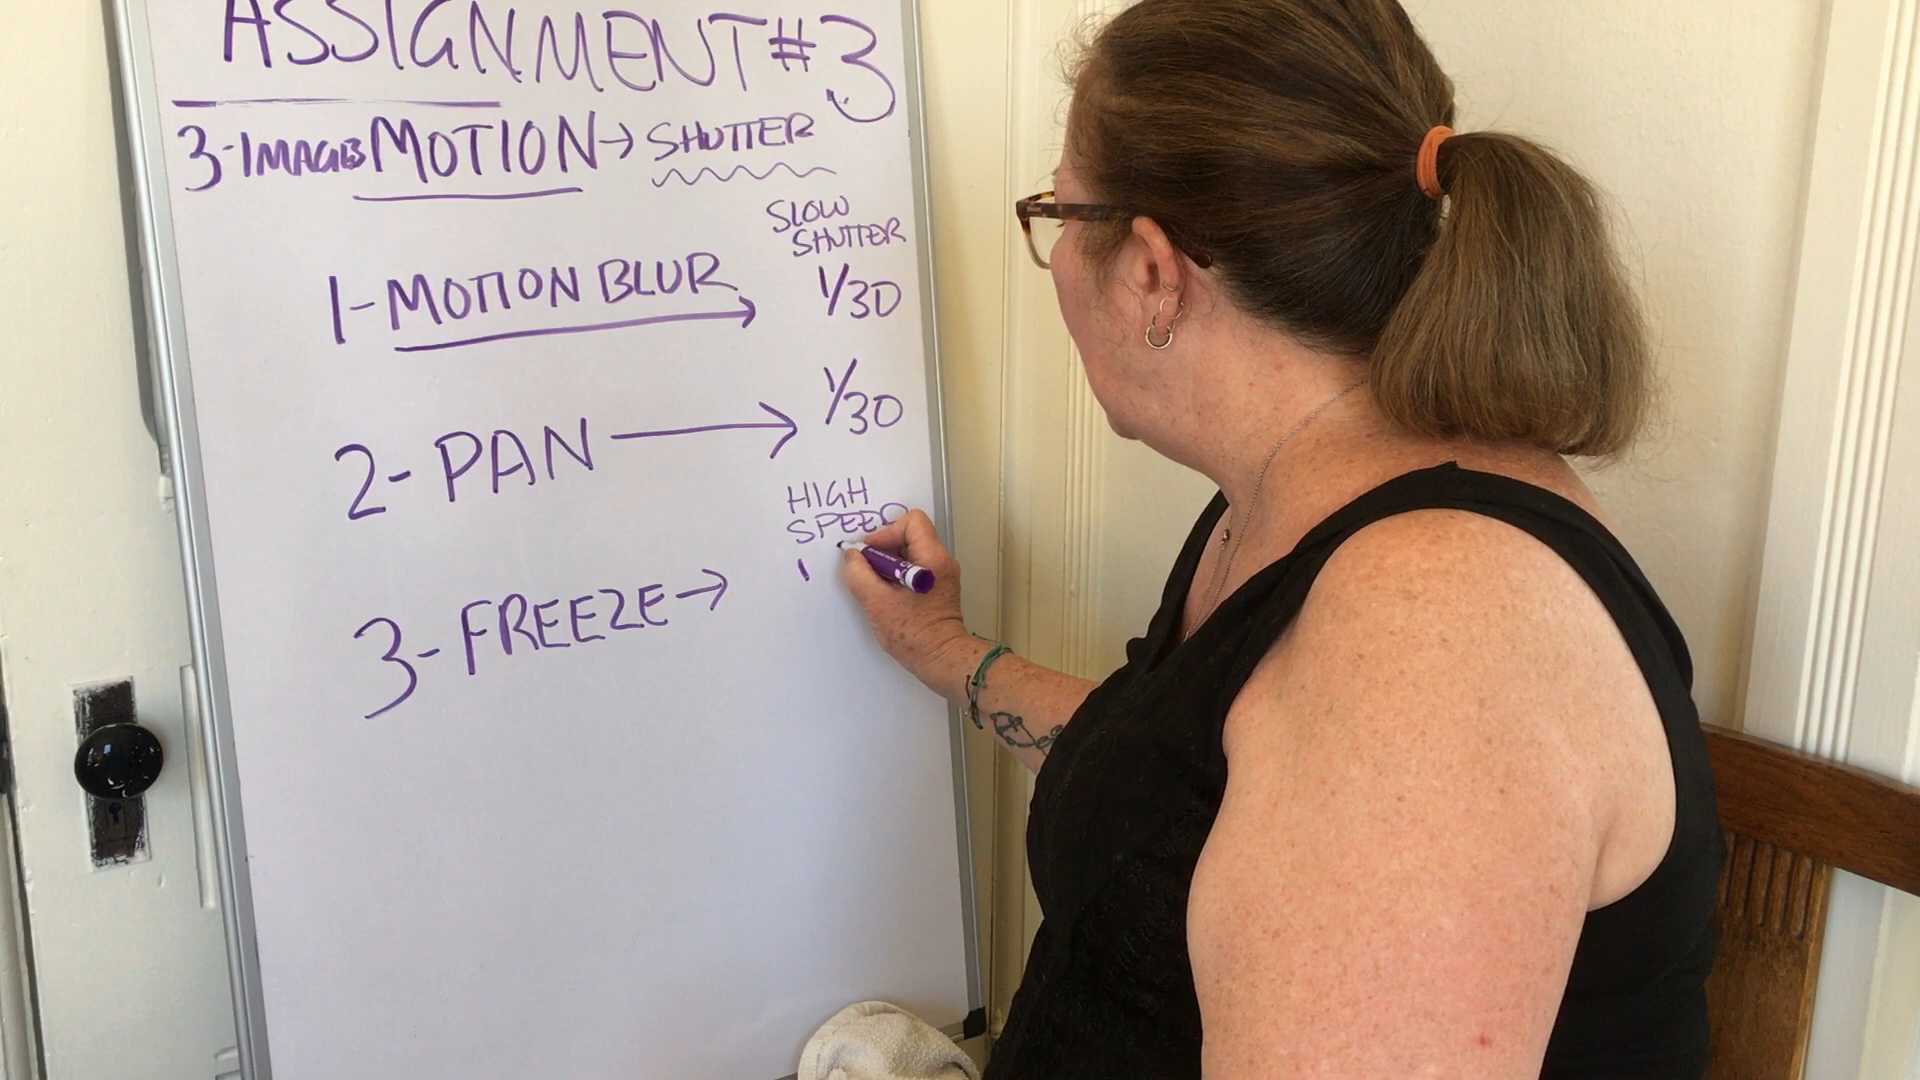 ASSIGNMENT #3
3-IMAGES MOTION → SHUTTER
SLOW
SHUTTER
1-MOTION BLUR → 1/30
2-PAN → 1/30
HIGH
SPEED
3-FREEZE →